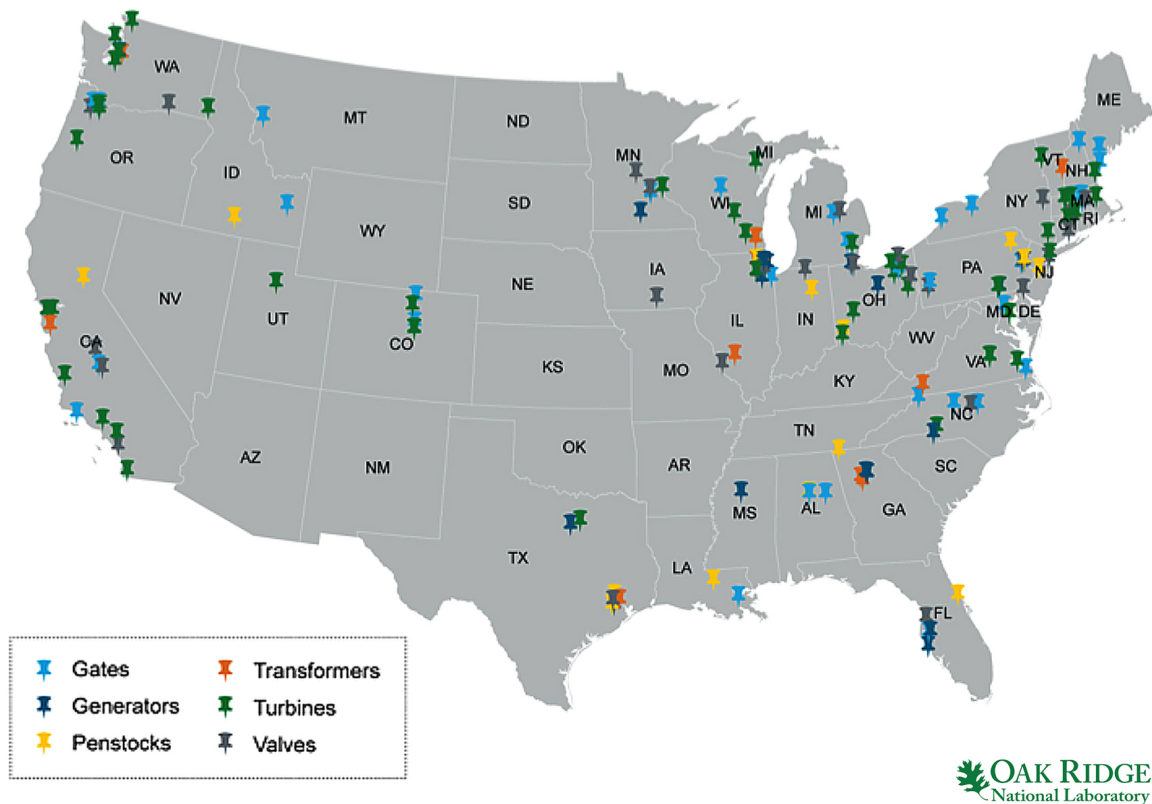 WA
MT
ND
ME
OR
ID
MN
MI
VT
NH
SD
WI
MI
NY
MA
RI
CT
WY
NE
IA
PA
NJ
NV
UT
CO
IL
IN
OH
MD
DE
CA
KS
MO
KY
WV
VA
AZ
NM
OK
AR
TN
NC
SC
MS
AL
GA
TX
LA
FL
Gates
Transformers
Generators
Turbines
Penstocks
Valves
OAK RIDGE
National Laboratory